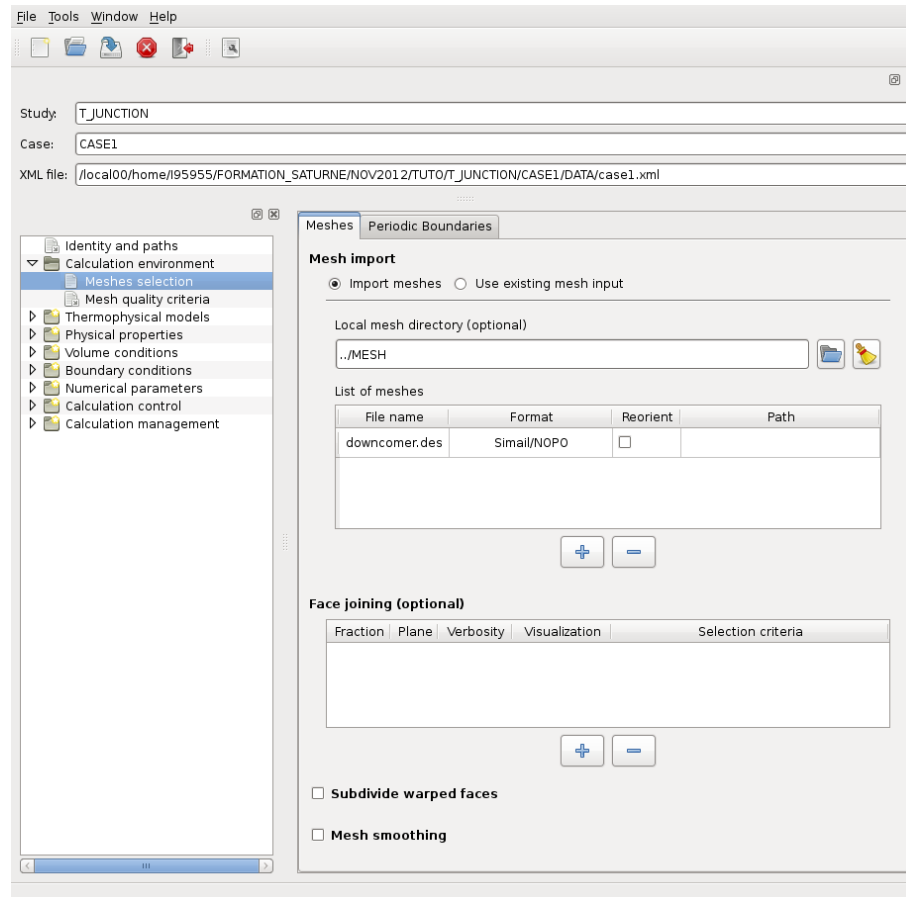 File Tools Window Help
Study: T_JUNCTION
Case: CASE1
XML file: /local00/home/I95955/FORMATION_SATURNE/NOV2012/TUTO/T_JUNCTION/CASE1/DATA/case1.xml
Identity and paths
Calculation environment
Meshes selection
Mesh quality criteria
Thermophysical models
Physical properties
Volume conditions
Boundary conditions
Numerical parameters
Calculation control
Calculation management
Meshes Periodic Boundaries
Mesh import
Import meshes Use existing mesh input
Local mesh directory (optional)
../MESH
List of meshes
File name Format Reorient Path
downcomer.des Simail/NOPO
Face joining (optional)
Fraction Plane Verbosity Visualization Selection criteria
Subdivide warped faces
Mesh smoothing